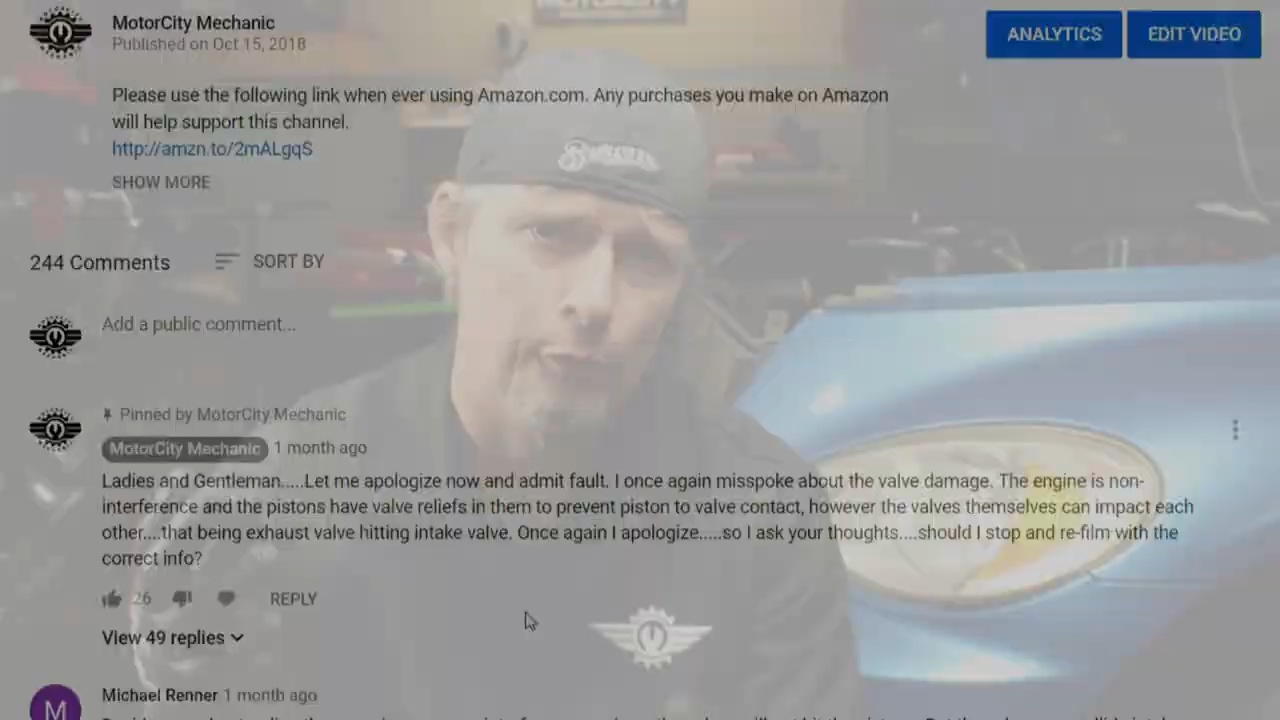 MotorCity Mechanic
Published on Oct 15, 2018
ANALYTICS
EDIT VIDEO
Please use the following link when ever using Amazon.com. Any purchases you make on Amazon
will help support this channel.
http://amzn.to/2mALgqS
SHOW MORE
244 Comments
SORT BY
Add a public comment...
Pinned by MotorCity Mechanic
MotorCity Mechanic 1 month ago
Ladies and Gentleman.....Let me apologize now and admit fault. I once again misspoke about the valve damage. The engine is non-
interference and the pistons have valve reliefs in them to prevent piston to valve contact, however the valves themselves can impact each
other....that being exhaust valve hitting intake valve. Once again I apologize.....so I ask your thoughts....should I stop and re-film with the
correct info?
26
REPLY
View 49 replies
M
Michael Renner 1 month ago